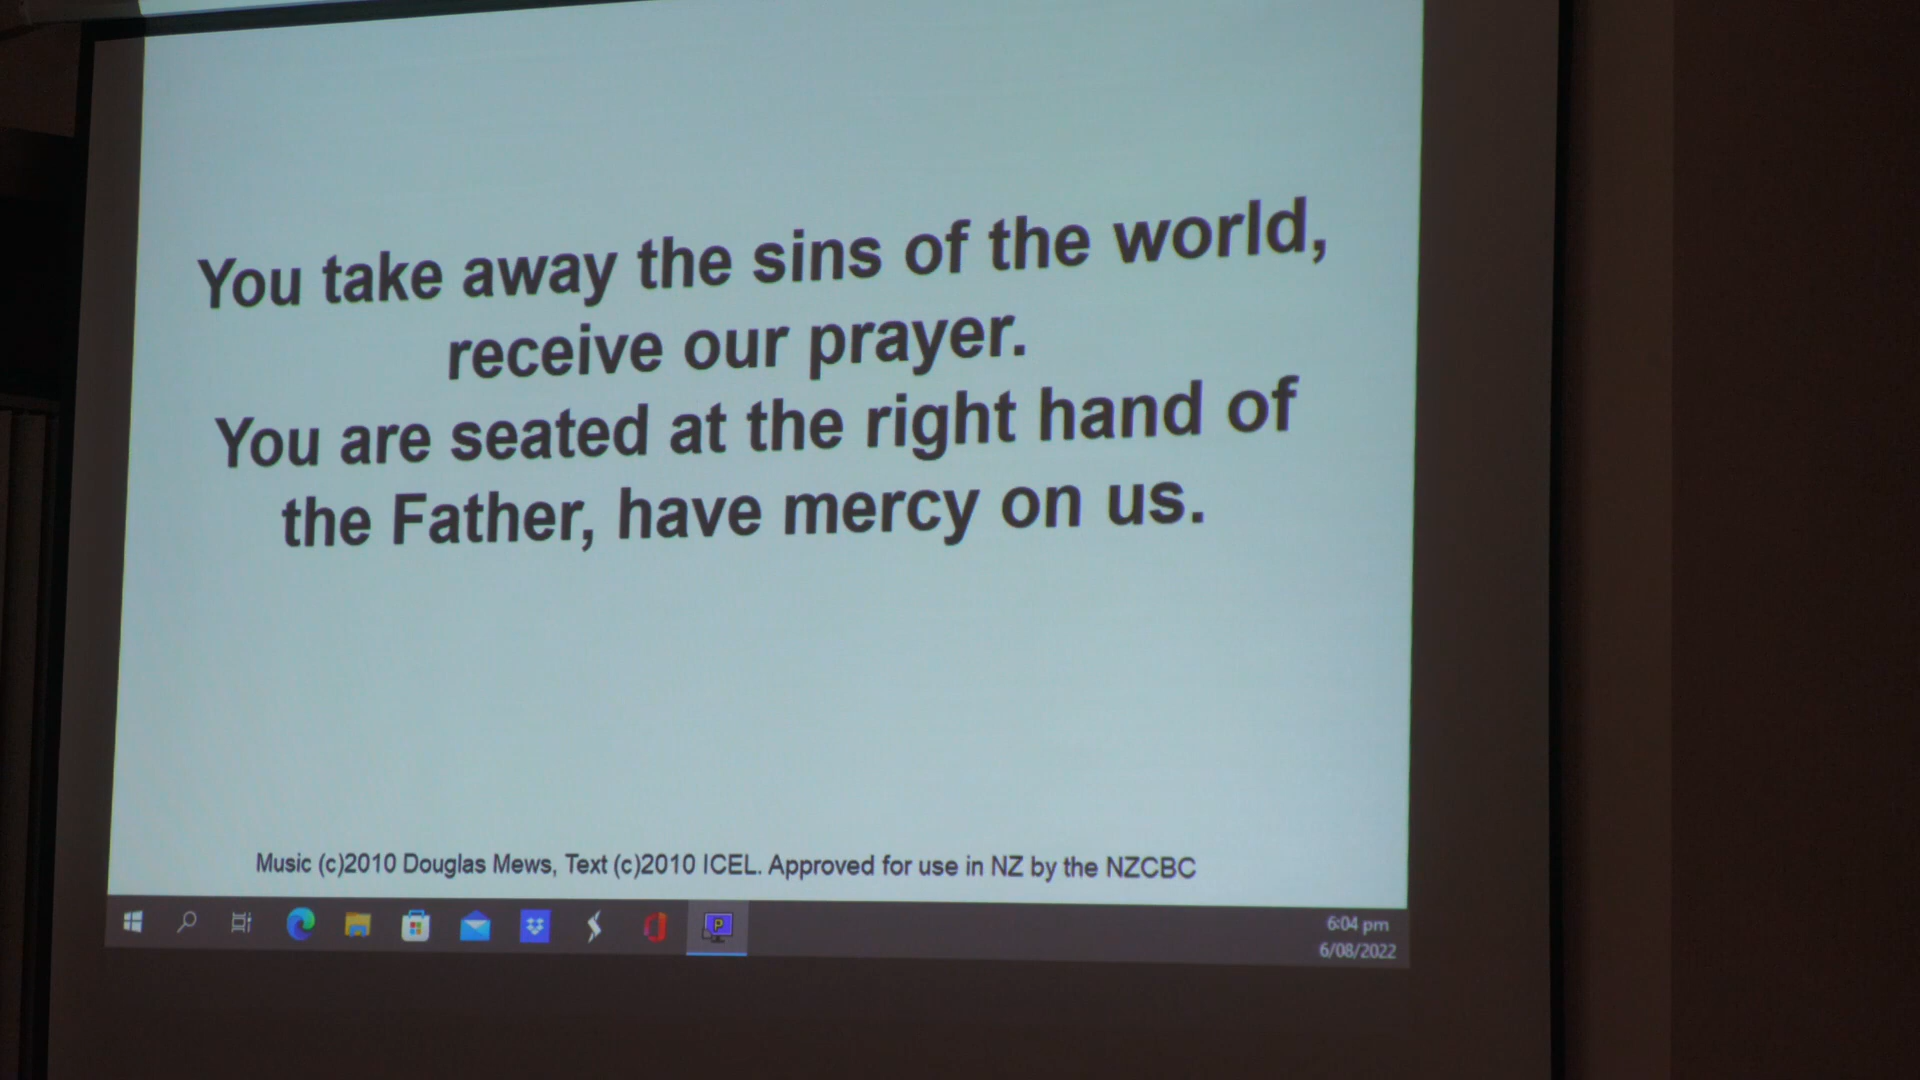 You take away the sins of the world,
receive our prayer.
You are seated at the right hand of
the Father, have mercy on us.
Music (c)2010 Douglas Mews, Text (c)2010 ICEL. Approved for use in NZ by the NZCBC
P
6:04 pm
6/08/2022